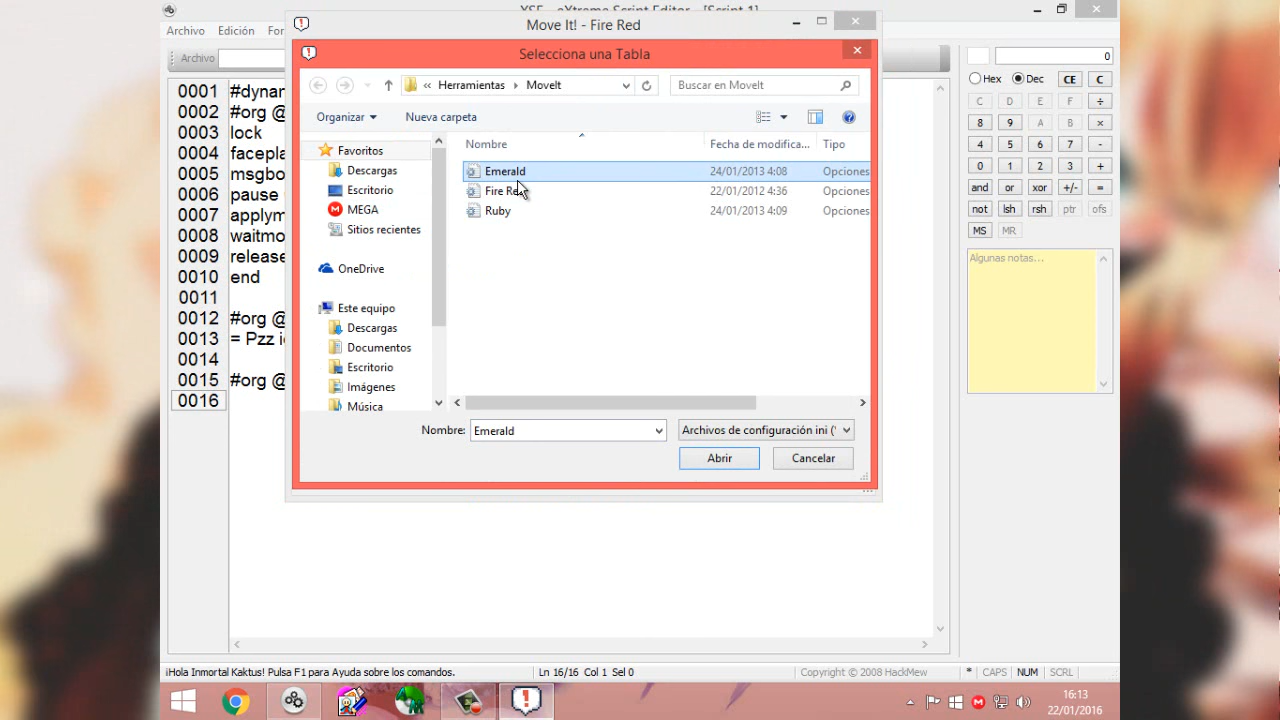 XSE - eXtreme Script Editor - [Script 1]
Move It! - Fire Red
Archivo Edición For
Selecciona una Tabla
Archivo
0
Herramientas MoveIt
Buscar en MoveIt
Hex Dec CE C
Organizar Nueva carpeta
Nombre Fecha de modifica... Tipo
Favoritos
Descargas
Escritorio
MEGA
Sitios recientes
OneDrive
Este equipo
Descargas
Documentos
Escritorio
Imágenes
Música
Emerald 24/01/2013 4:08 Opciones
22/01/2012 4:36 Opciones
Ruby 24/01/2013 4:09 Opciones
Nombre: Emerald Archivos de configuración ini ('
Abrir Cancelar
0001 #dynam
0002 #org @
0003 lock
0004 facepla
0005 msgbo
0006 pause
0007 applym
0008 waitmo
0009 release
0010 end
0011
0012 #org @
0013 = Pzz i
0014
0015 #org @
0016
C D E F ÷
8 9 A B ×
4 5 6 7 -
0 1 2 3 +
and or xor +/- =
not lsh rsh ptr ofs
MS MR
Algunas notas...
¡Hola Inmortal Kaktus! Pulsa F1 para Ayuda sobre los comandos. Ln 16/16 Col 1 Sel 0 Copyright © 2008 HackMew * CAPS NUM SCRL
16:13
22/01/2016